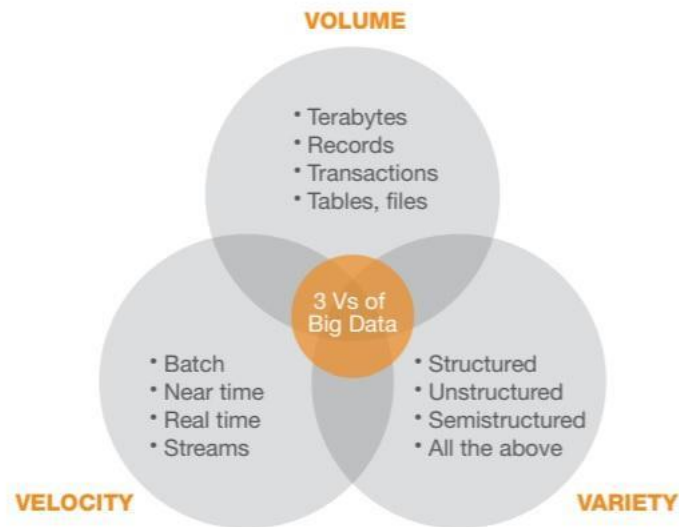 VOLUME
• Terabytes
• Records
• Transactions
• Tables, files
3 Vs of
Big Data
• Batch
• Near time
• Real time
• Streams
• Structured
• Unstructured
• Semistructured
• All the above
VELOCITY
VARIETY